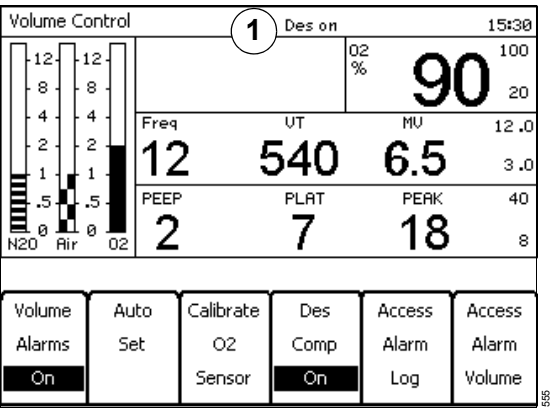 Volume Control
1
Des on
15:30
12 12
8 8
4 4
2 2
1 1
.5 .5
0 0
N2O Air O2
O2
%
90
100
20
Freq VT MV
12 540 6.5
12.0
3.0
PEEP PLAT PEAK
2 7 18
40
8
Volume Auto Calibrate Des Access Access
Alarms Set O2 Comp Alarm Alarm
On Sensor On Log Volume
555